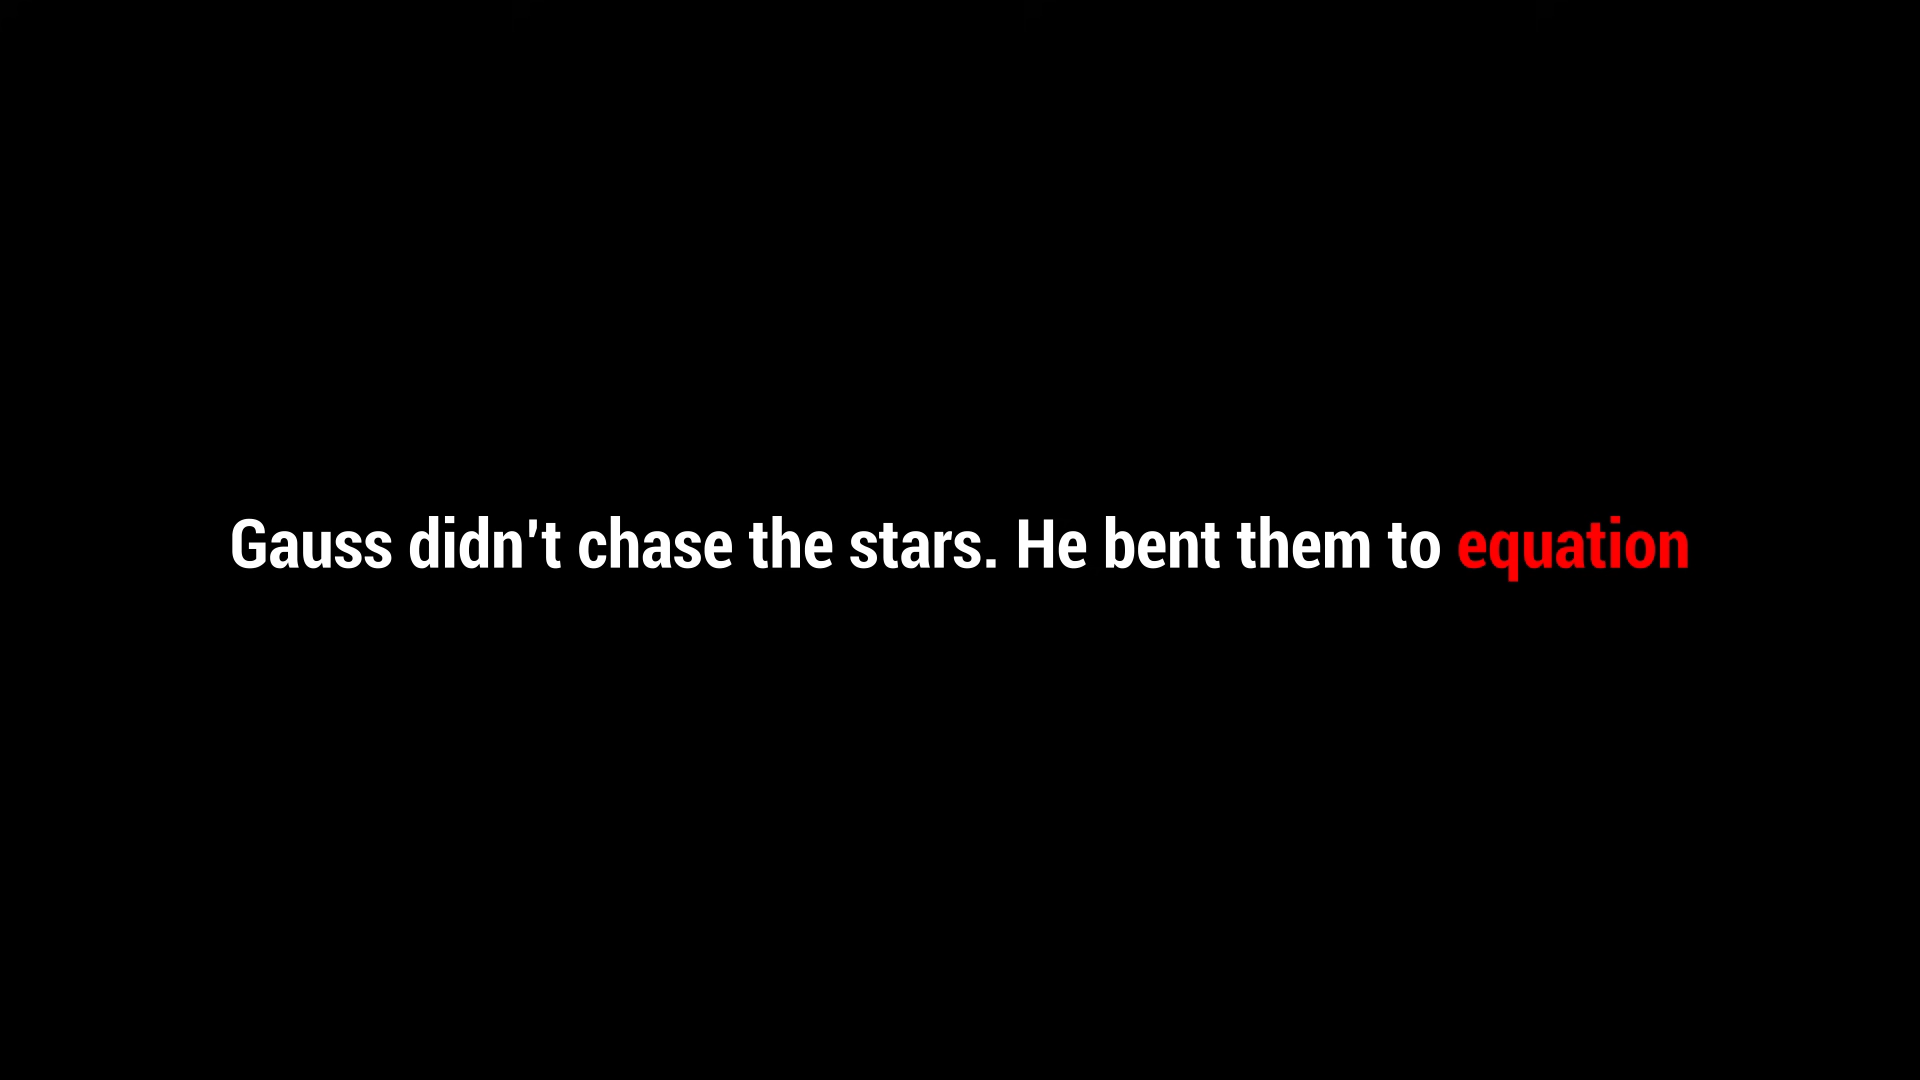 Gauss didn't chase the stars. He bent them to equation